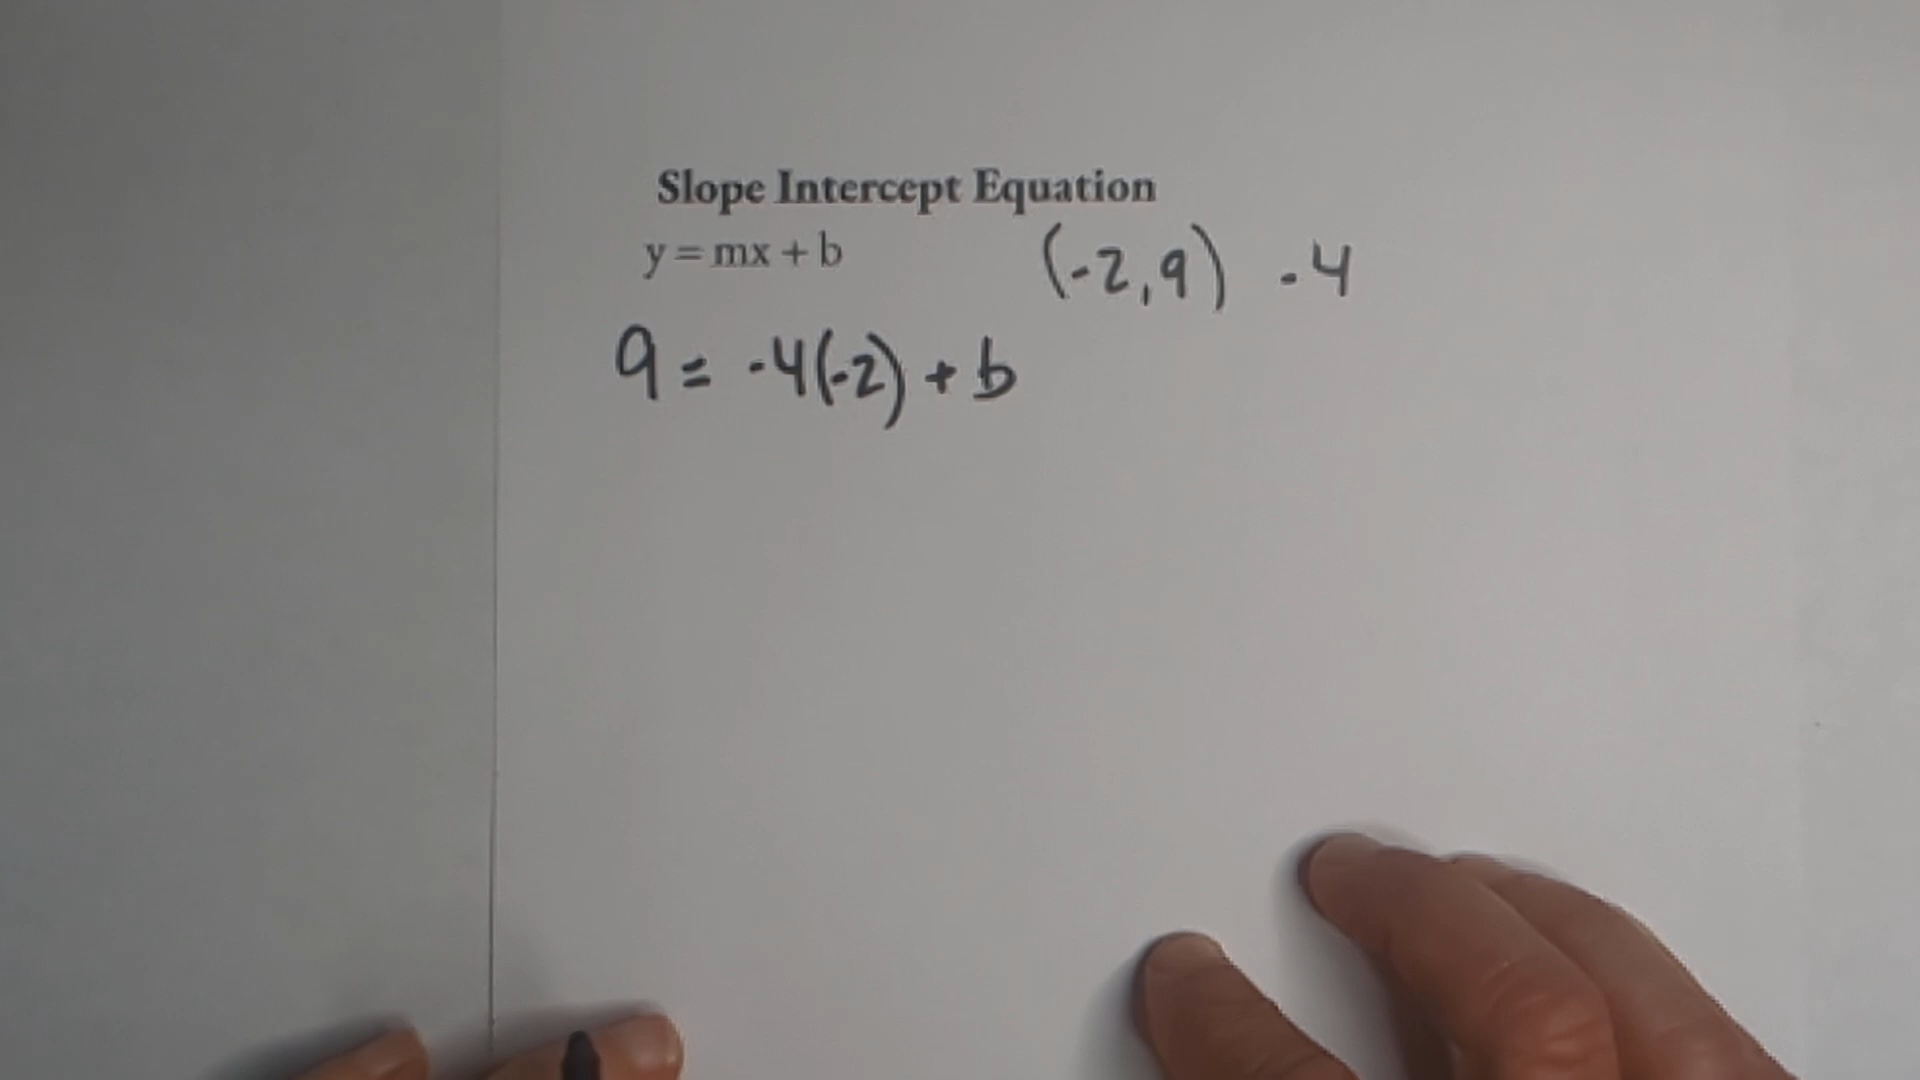 Slope Intercept Equation
y = mx + b (-2,9) -4
9 = -4(-2) + b